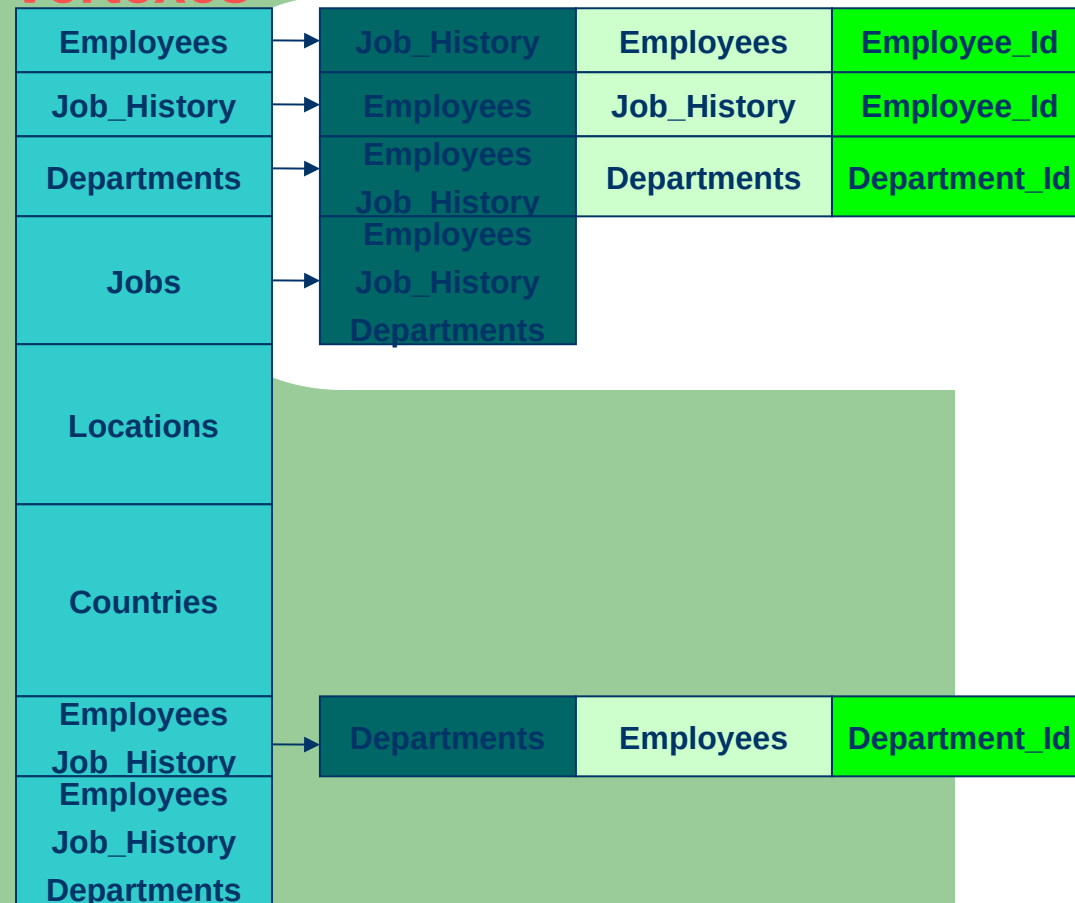 Vertexes
Employees Job_History Employees Employee_Id
Job_History Employees Job_History Employee_Id
Departments Employees Departments Department_Id
Job_History
Jobs Employees
Job_History
Departments
Locations
Countries
Employees Departments Employees Department_Id
Job_History
Employees
Job_History
Departments